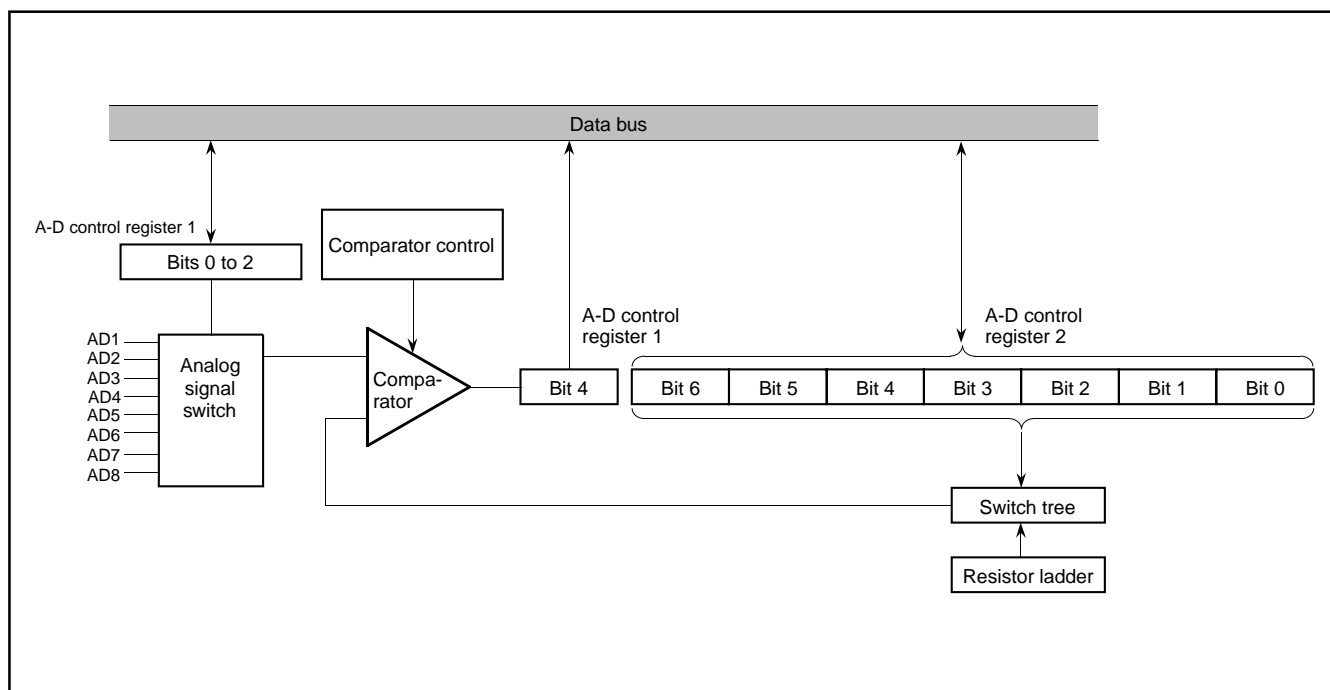 Data bus
A-D control register 1
Bits 0 to 2
Comparator control
AD1
AD2
AD3
AD4
AD5
AD6
AD7
AD8
Analog
signal
switch
Compa-
rator
A-D control
register 1
Bit 4
A-D control
register 2
Bit 6 Bit 5 Bit 4 Bit 3 Bit 2 Bit 1 Bit 0
Switch tree
Resistor ladder